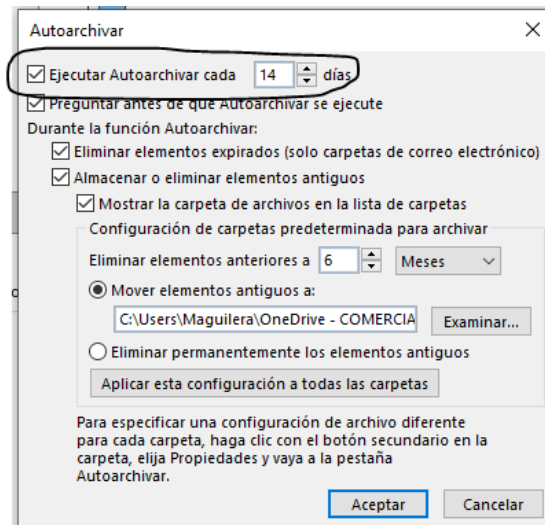 Autoarchivar
Ejecutar Autoarchivar cada 14 días
Preguntar antes de que Autoarchivar se ejecute
Durante la función Autoarchivar:
Eliminar elementos expirados (solo carpetas de correo electrónico)
Almacenar o eliminar elementos antiguos
Mostrar la carpeta de archivos en la lista de carpetas
Configuración de carpetas predeterminada para archivar
Eliminar elementos anteriores a 6 Meses
Mover elementos antiguos a:
C:\Users\Maguilera\OneDrive - COMERCIA Examinar...
Eliminar permanentemente los elementos antiguos
Aplicar esta configuración a todas las carpetas
Para especificar una configuración de archivo diferente
para cada carpeta, haga clic con el botón secundario en la
carpeta, elija Propiedades y vaya a la pestaña
Autoarchivar.
Aceptar Cancelar